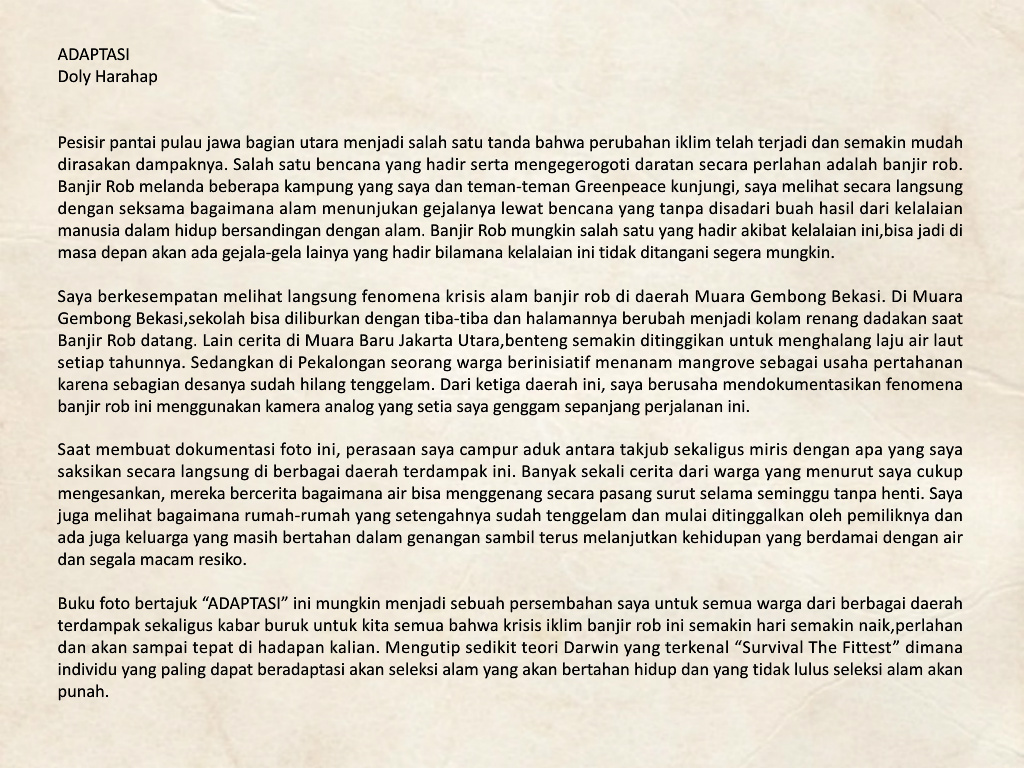 ADAPTASI
Doly Harahap
Pesisir pantai pulau jawa bagian utara menjadi salah satu tanda bahwa perubahan iklim telah terjadi dan semakin mudah
dirasakan dampaknya. Salah satu bencana yang hadir serta mengegerogoti daratan secara perlahan adalah banjir rob.
Banjir Rob melanda beberapa kampung yang saya dan teman-teman Greenpeace kunjungi, saya melihat secara langsung
dengan seksama bagaimana alam menunjukan gejalanya lewat bencana yang tanpa disadari buah hasil dari kelalaian
manusia dalam hidup bersandingan dengan alam. Banjir Rob mungkin salah satu yang hadir akibat kelalaian ini,bisa jadi di
masa depan akan ada gejala-gela lainya yang hadir bilamana kelalaian ini tidak ditangani segera mungkin.
Saya berkesempatan melihat langsung fenomena krisis alam banjir rob di daerah Muara Gembong Bekasi. Di Muara
Gembong Bekasi,sekolah bisa diliburkan dengan tiba-tiba dan halamannya berubah menjadi kolam renang dadakan saat
Banjir Rob datang. Lain cerita di Muara Baru Jakarta Utara,benteng semakin ditinggikan untuk menghalang laju air laut
setiap tahunnya. Sedangkan di Pekalongan seorang warga berinisiatif menanam mangrove sebagai usaha pertahanan
karena sebagian desanya sudah hilang tenggelam. Dari ketiga daerah ini, saya berusaha mendokumentasikan fenomena
banjir rob ini menggunakan kamera analog yang setia saya genggam sepanjang perjalanan ini.
Saat membuat dokumentasi foto ini, perasaan saya campur aduk antara takjub sekaligus miris dengan apa yang saya
saksikan secara langsung di berbagai daerah terdampak ini. Banyak sekali cerita dari warga yang menurut saya cukup
mengesankan, mereka bercerita bagaimana air bisa menggenang secara pasang surut selama seminggu tanpa henti. Saya
juga melihat bagaimana rumah-rumah yang setengahnya sudah tenggelam dan mulai ditinggalkan oleh pemiliknya dan
ada juga keluarga yang masih bertahan dalam genangan sambil terus melanjutkan kehidupan yang berdamai dengan air
dan segala macam resiko.
Buku foto bertajuk “ADAPTASI” ini mungkin menjadi sebuah persembahan saya untuk semua warga dari berbagai daerah
terdampak sekaligus kabar buruk untuk kita semua bahwa krisis iklim banjir rob ini semakin hari semakin naik,perlahan
dan akan sampai tepat di hadapan kalian. Mengutip sedikit teori Darwin yang terkenal “Survival The Fittest” dimana
individu yang paling dapat beradaptasi akan seleksi alam yang akan bertahan hidup dan yang tidak lulus seleksi alam akan
punah.